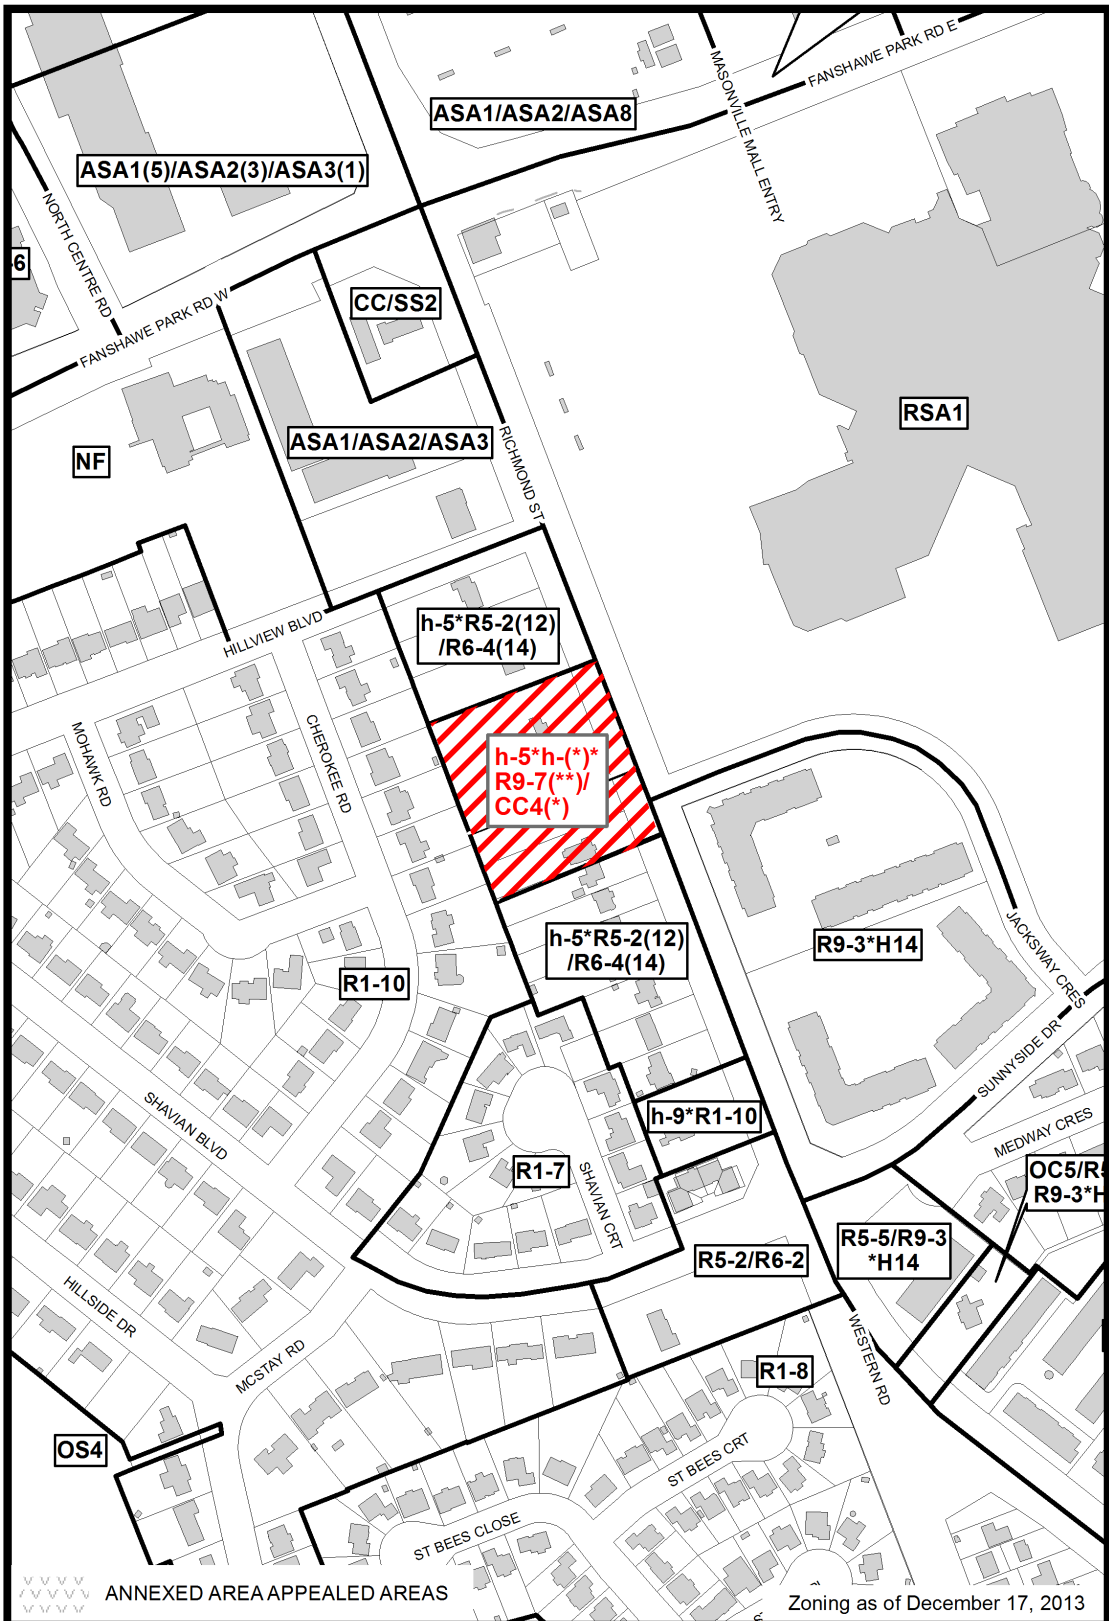 FANSHAWE PARK RD E
MASONVILLE MALL ENTRY
ASA1/ASA2/ASA8
ASA1(5)/ASA2(3)/ASA3(1)
NORTH CENTRE RD
-6
FANSHAWE PARK RD W
CC/SS2
RSA1
ASA1/ASA2/ASA3
NF
RICHMOND ST
HILLVIEW BLVD
h-5*R5-2(12)
/R6-4(14)
MOHAWK RD
CHEROKEE RD
h-5*h-(*)*
R9-7(**)/
CC4(*)
h-5*R5-2(12)
/R6-4(14)
R9-3*H14
JACKSWAY CRES
R1-10
SUNNYSIDE DR
SHAVIAN BLVD
h-9*R1-10
MEDWAY CRES
R1-7
SHAVIAN CRT
OC5/R5
R9-3*H
R5-5/R9-3
*H14
R5-2/R6-2
HILLSIDE DR
WESTERN RD
MCSTAY RD
R1-8
OS4
ST BEES CRT
ST BEES CLOSE
ANNEXED AREA APPEALED AREAS
Zoning as of December 17, 2013